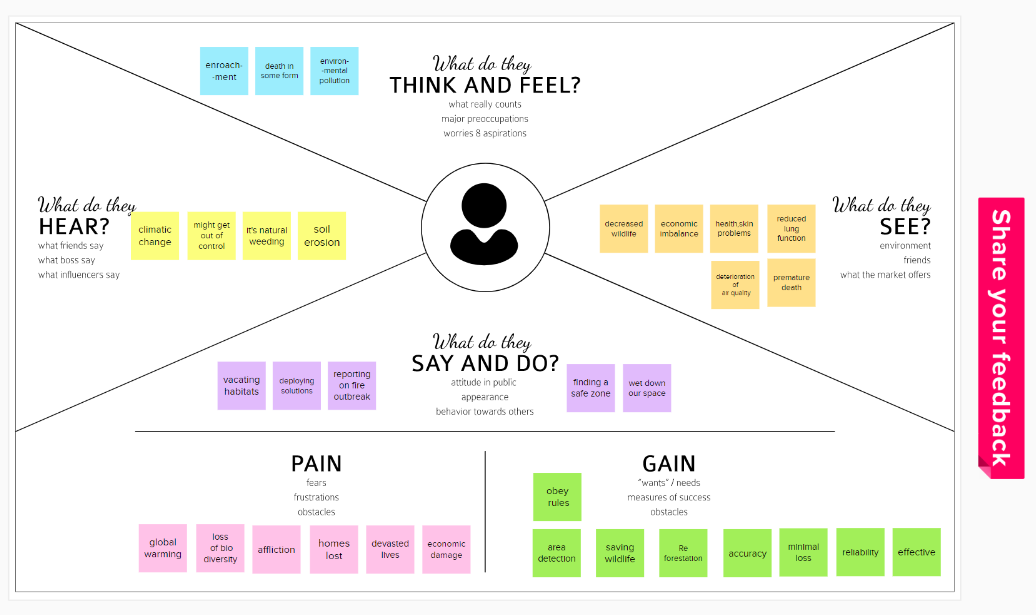 enroach-
-ment
death in
some form
environ-
-mental
pollution
What do they
THINK AND FEEL?
what really counts
major preoccupations
worries 8 aspirations
What do they
HEAR?
what friends say
what boss say
what influencers say
climatic
change
might get
out of
control
it's natural
weeding
soil
erosion
decreased
wildlife
economic
imbalance
health,skin
problems
reduced
lung
function
deterioration
of
air quality
premature
death
What do they
SEE?
environment
friends
what the market offers
What do they
SAY AND DO?
attitude in public
appearance
behavior towards others
vacating
habitats
deploying
solutions
reporting
on fire
outbreak
finding a
safe zone
wet down
our space
PAIN
fears
frustrations
obstacles
global
warming
loss
of bio
diversity
affliction
homes
lost
devasted
lives
economic
damage
GAIN
"wants" / needs
measures of success
obstacles
obey
rules
area
detection
saving
wildlife
Re
forestation
accuracy
minimal
loss
reliability
effective
Share your feedback